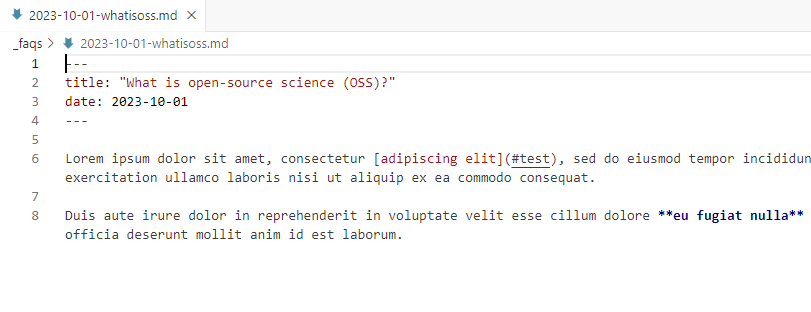 2023-10-01-whatisoss.md ×
_faqs > 2023-10-01-whatisoss.md
1 ---
2 title: "What is open-source science (OSS)?"
3 date: 2023-10-01
4 ---
5
6 Lorem ipsum dolor sit amet, consectetur [adipiscing elit](#test), sed do eiusmod tempor incididun
exercitation ullamco laboris nisi ut aliquip ex ea commodo consequat.
7
8 Duis aute irure dolor in reprehenderit in voluptate velit esse cillum dolore **eu fugiat nulla**
officia deserunt mollit anim id est laborum.